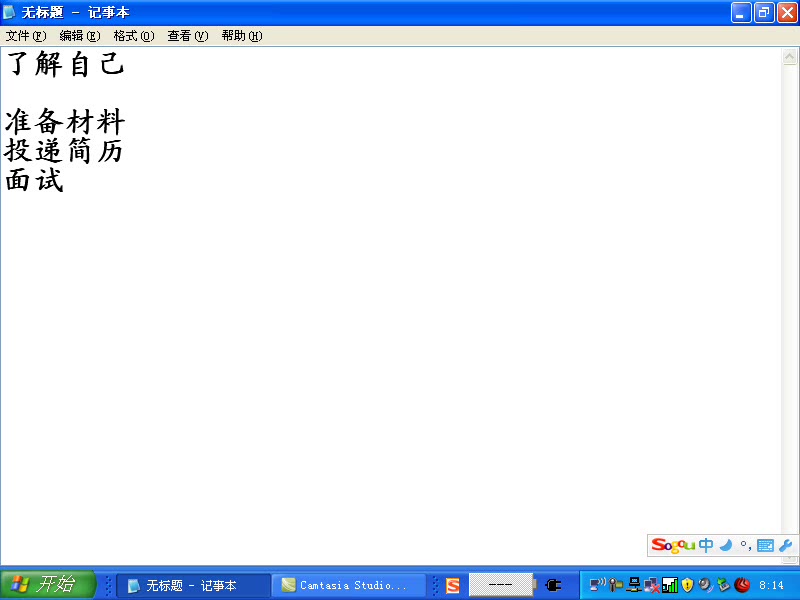 无标题 - 记事本
文件(F) 编辑(E) 格式(O) 查看(V) 帮助(H)
了解自己
准备材料
投递简历
面试
Sogou 中 °,
开始 无标题 - 记事本 Camtasia Studio... S --- 8:14